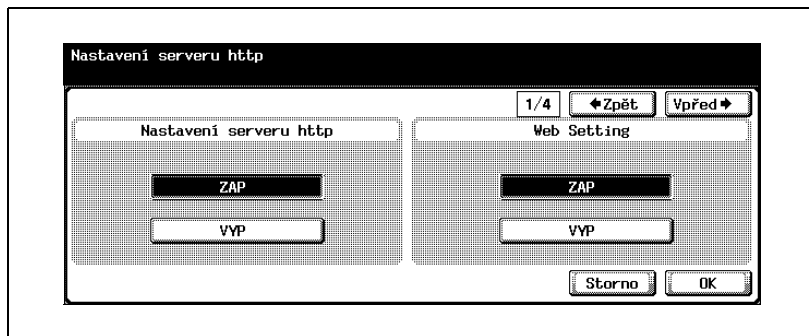 Nastavení serveru http
1/4 ←Zpět Vpřed→
Nastavení serveru http Web Setting
ZAP ZAP
VYP VYP
Storno OK